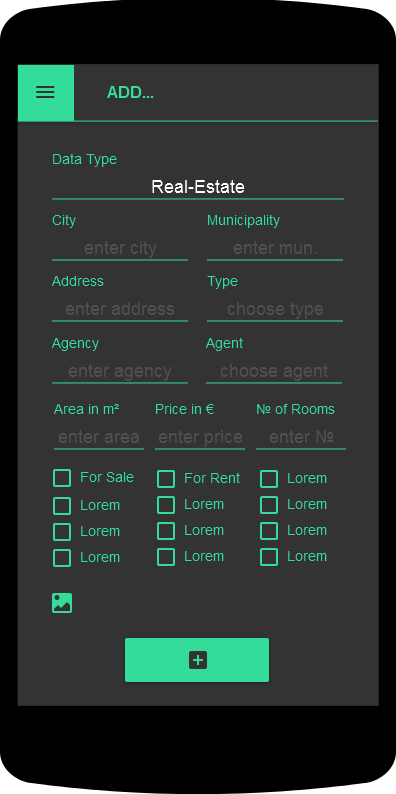 ADD...
Data Type
Real-Estate
City Municipality
enter city enter mun.
Address Type
enter address choose type
Agency Agent
enter agency choose agent
Area in m² Price in € № of Rooms
enter area enter price enter №
For Sale For Rent Lorem
Lorem Lorem Lorem
Lorem Lorem Lorem
Lorem Lorem Lorem